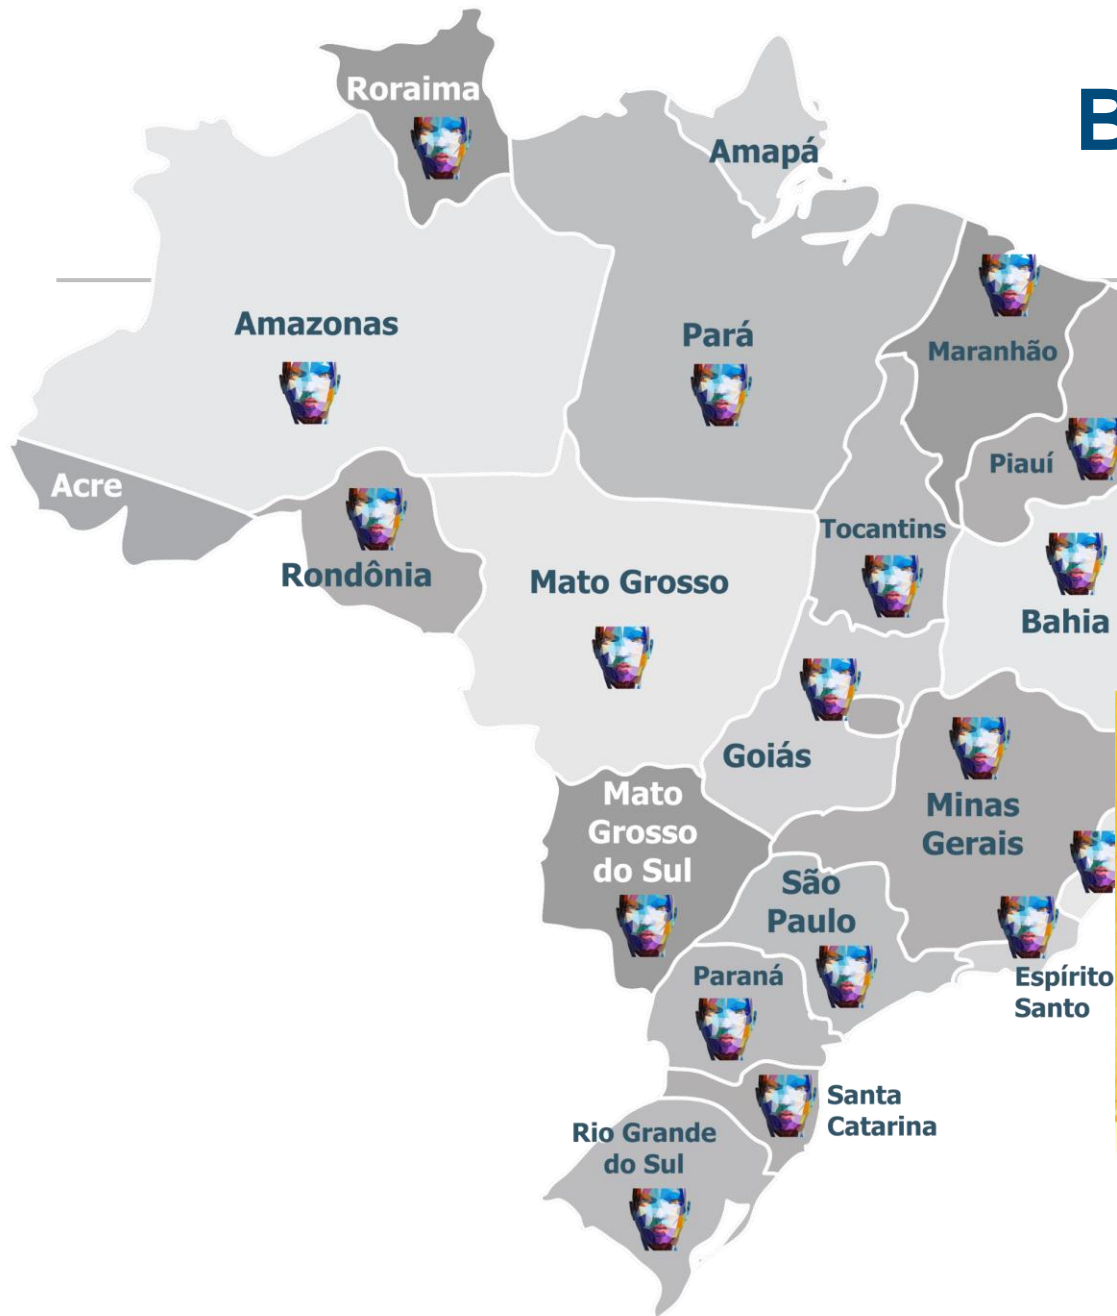 Roraima
B
Amapá
Amazonas
Pará
Maranhão
Piauí
Acre
Tocantins
Rondônia
Mato Grosso
Bahia
Goiás
Mato
Grosso
do Sul
Minas
Gerais
São
Paulo
Paraná
Espírito
Santo
Santa
Catarina
Rio Grande
do Sul